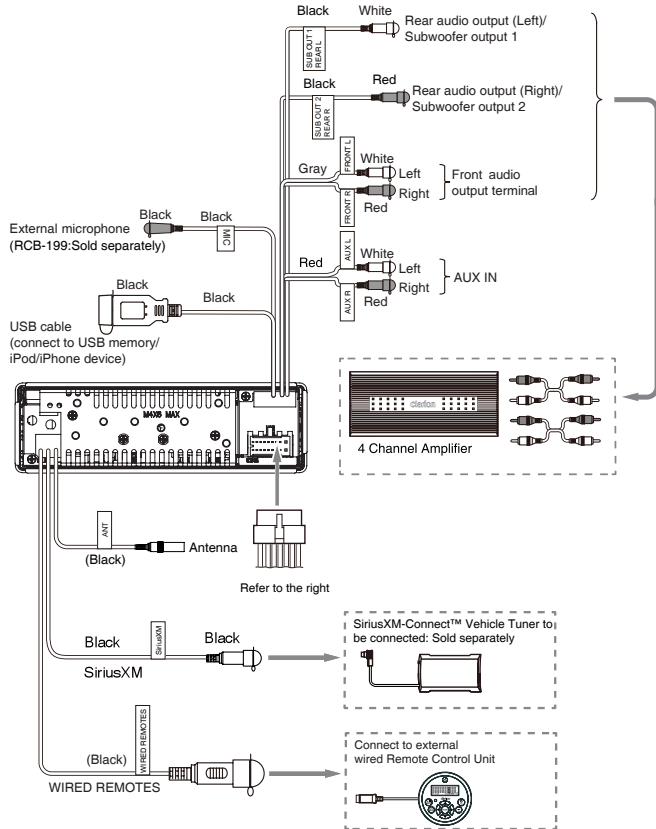 Black White
Rear audio output (Left)/
Subwoofer output 1
SUB OUT 1
REAR L
Black Red
Rear audio output (Right)/
Subwoofer output 2
SUB OUT 2
REAR R
Gray
FRONT L
White
Left
Right
Red
FRONT R
Front audio
output terminal
External microphone
(RCB-199:Sold separately)
Black Black
MIC
Red
AUX L
White
Left
Right
Red
AUX R
AUX IN
Black
Black
USB cable
(connect to USB memory/
iPod/iPhone device)
M4X6 MAX
clarion
4 Channel Amplifier
ANT
(Black)
Antenna
Refer to the right
Black
SiriusXM
Black
SiriusXM
SiriusXM-Connect™ Vehicle Tuner to
be connected: Sold separately
(Black)
WIRED REMOTES
WIRED REMOTES
Connect to external
wired Remote Control Unit